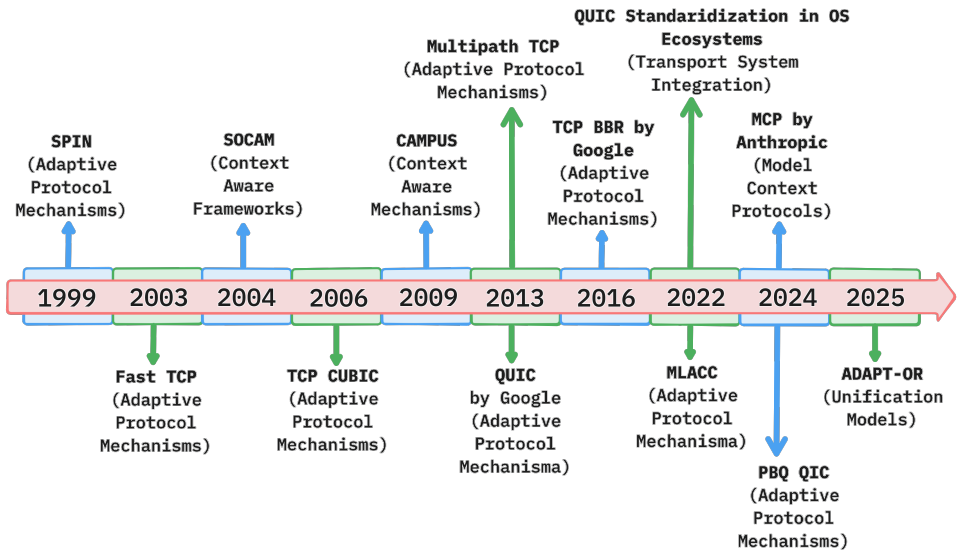 QUIC Standaridization in OS
Ecosystems
(Transport System
Integration)
Multipath TCP
(Adaptive Protocol
Mechanisms)
SPIN
(Adaptive
Protocol
Mechanisms)
SOCAM
(Context
Aware
Frameworks)
CAMPUS
(Context
Aware
Mechanisms)
TCP BBR by
Google
(Adaptive
Protocol
Mechanisms)
MCP by
Anthropic
(Model
Context
Protocols)
1999 2003 2004 2006 2009 2013 2016 2022 2024 2025
Fast TCP
(Adaptive
Protocol
Mechanisms)
TCP CUBIC
(Adaptive
Protocol
Mechanisms)
QUIC
by Google
(Adaptive
Protocol
Mechanisma)
MLACC
(Adaptive
Protocol
Mechanisma)
PBQ QIC
(Adaptive
Protocol
Mechanisms)
ADAPT-OR
(Unification
Models)